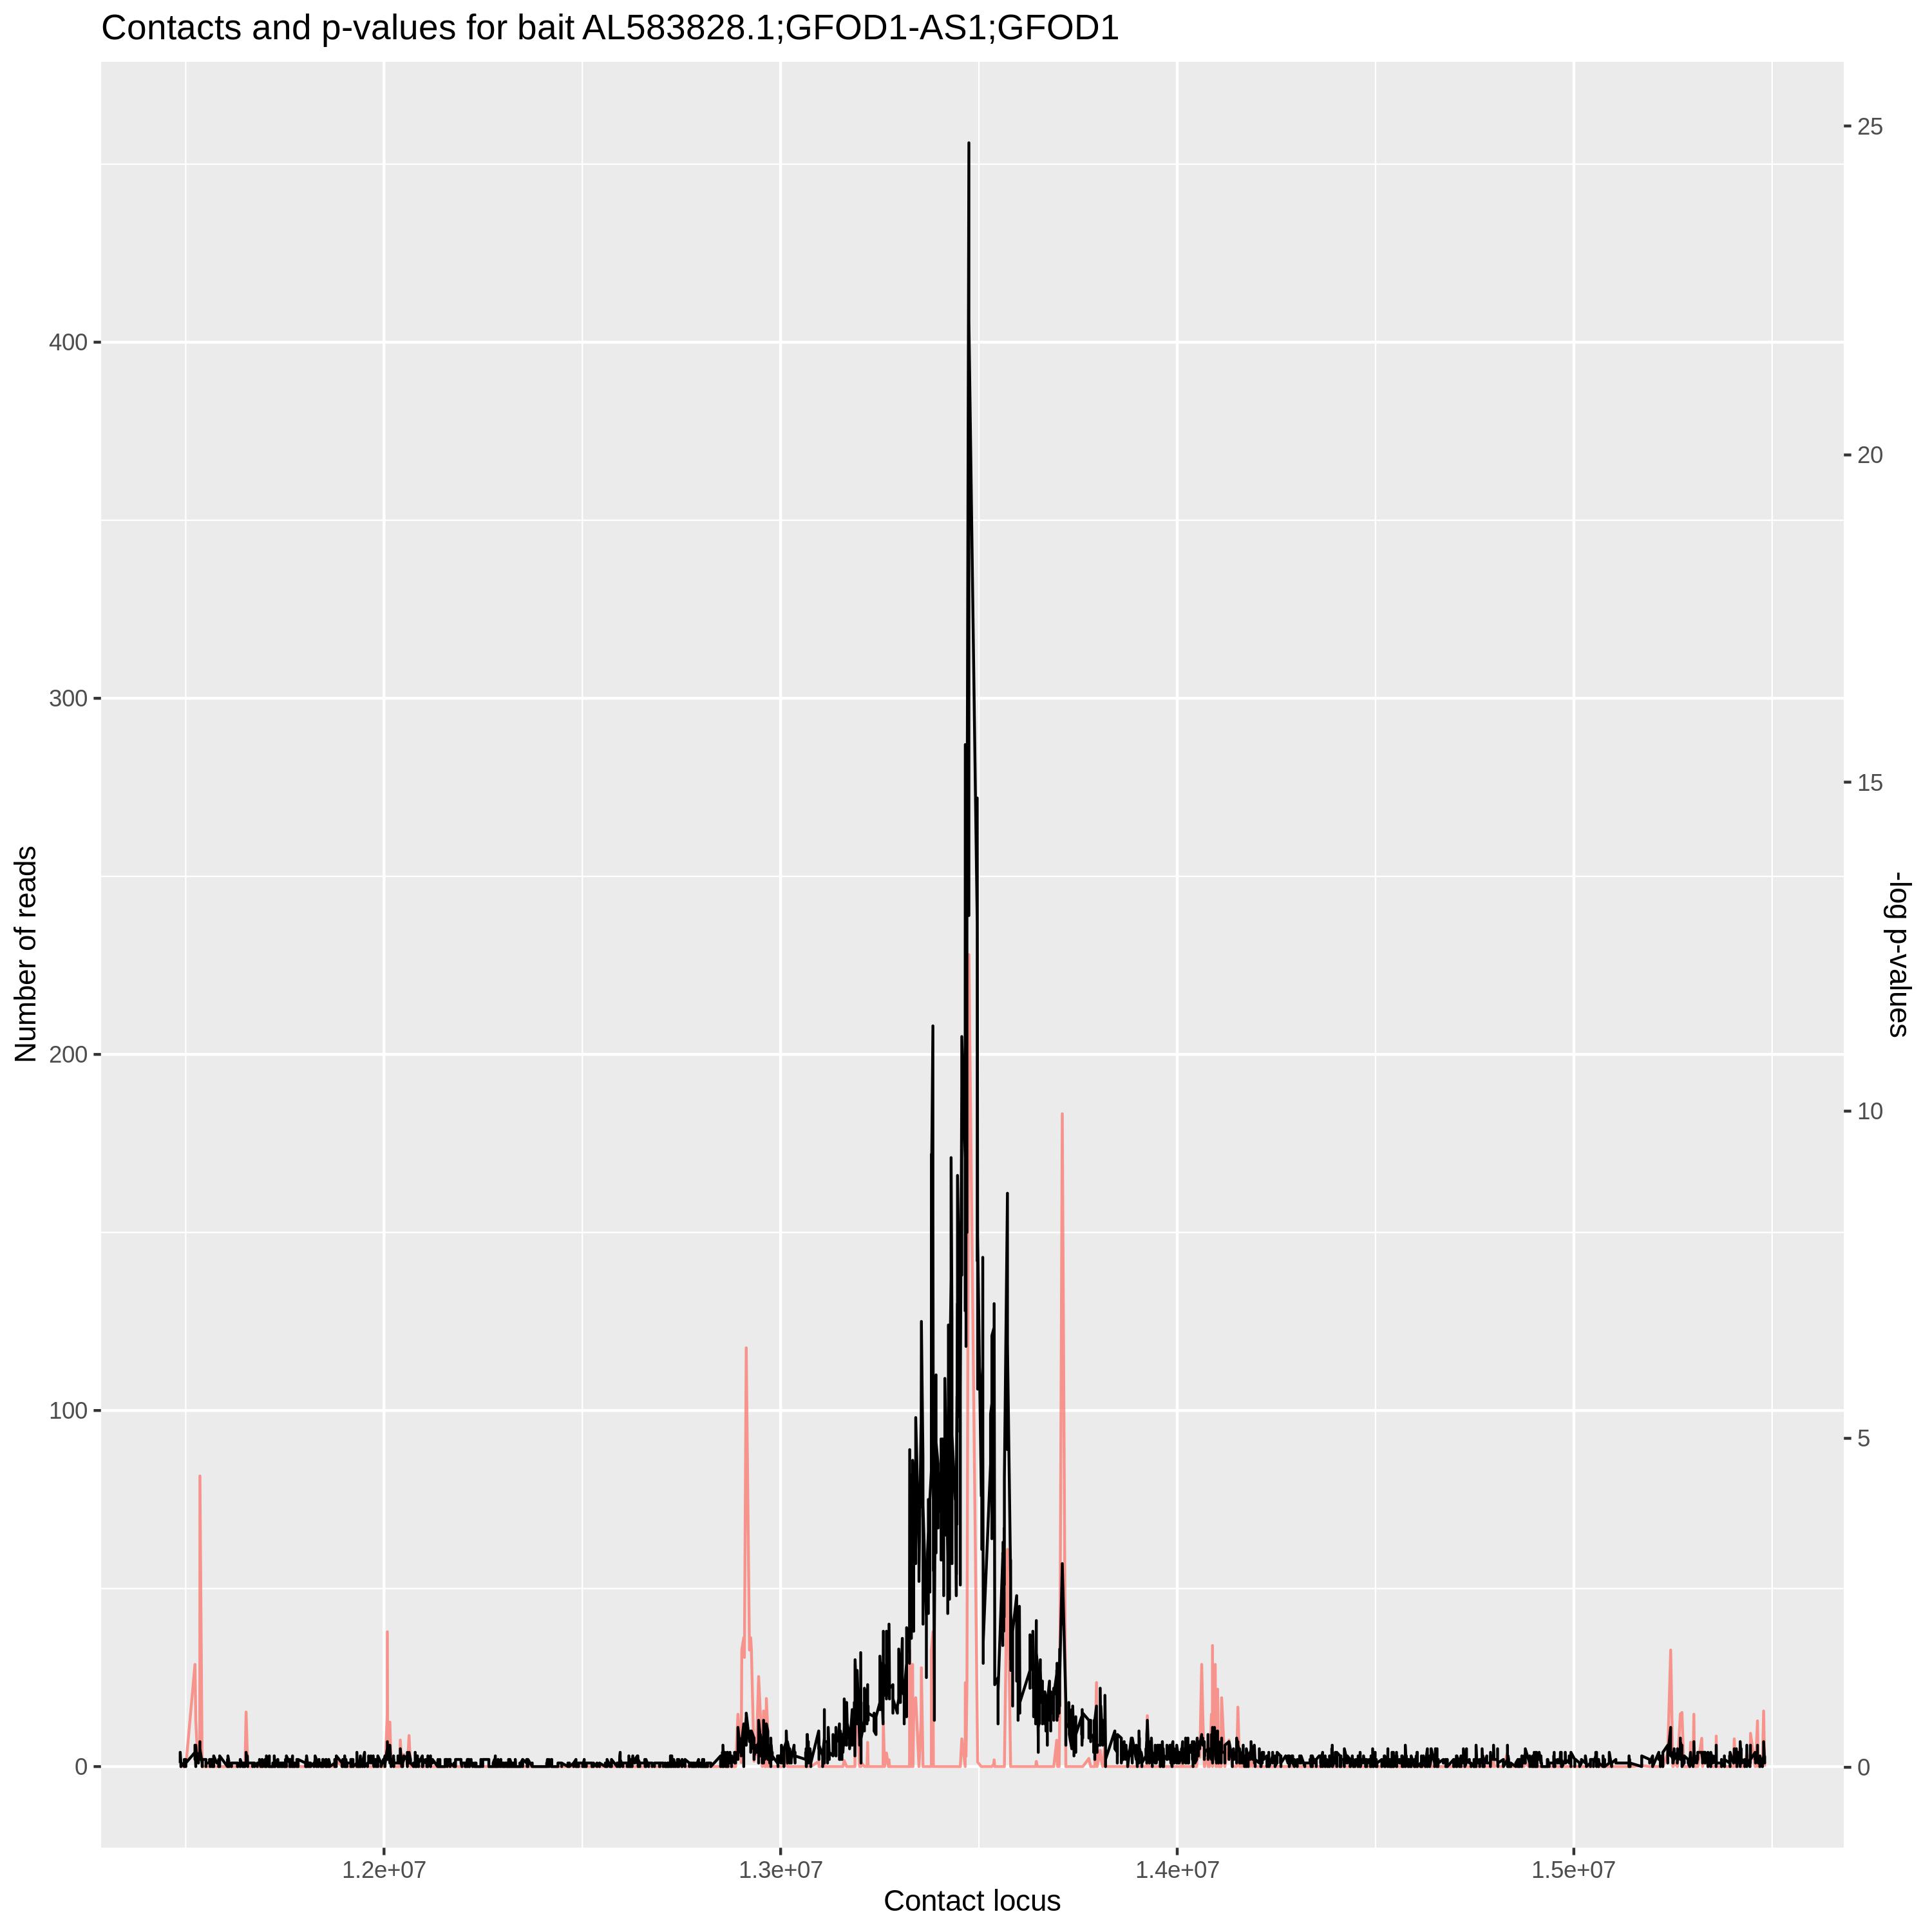 Contacts and p-values for bait AL583828.1;GFOD1-AS1;GFOD1
Number of reads
400
300
200
100
0
25
20
15
10
5
0
-log p-values
1.2e+07
1.3e+07
1.4e+07
1.5e+07
Contact locus